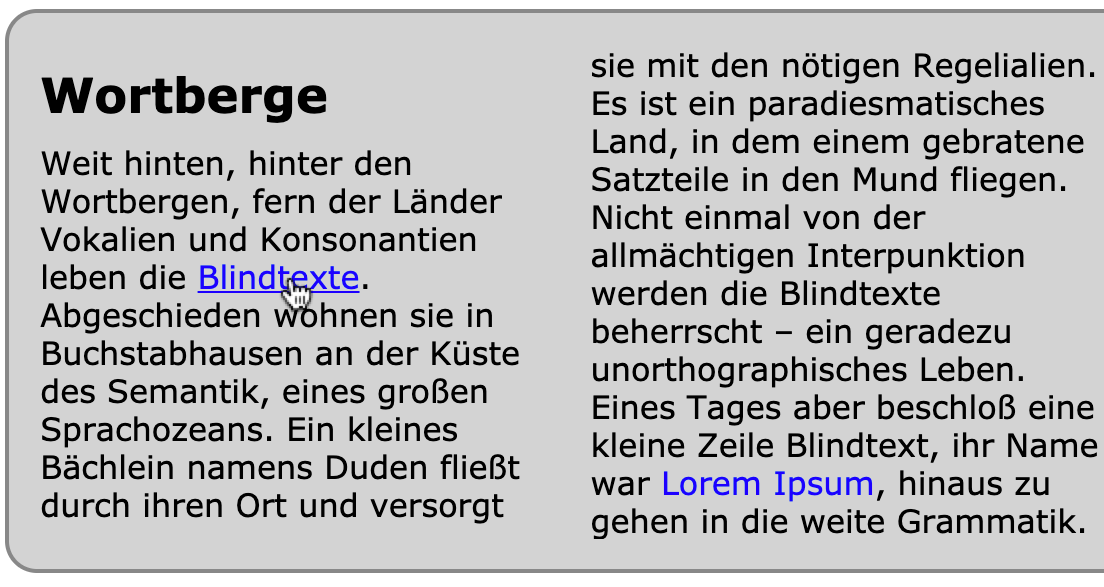 Wortberge
Weit hinten, hinter den
Wortbergen, fern der Länder
Vokalien und Konsonantien
leben die Blindtexte.
Abgeschieden wohnen sie in
Buchstabhausen an der Küste
des Semantik, eines großen
Sprachozeans. Ein kleines
Bächlein namens Duden fließt
durch ihren Ort und versorgt
sie mit den nötigen Regelialien.
Es ist ein paradiesmatisches
Land, in dem einem gebratene
Satzteile in den Mund fliegen.
Nicht einmal von der
allmächtigen Interpunktion
werden die Blindtexte
beherrscht – ein geradezu
unorthographisches Leben.
Eines Tages aber beschloß eine
kleine Zeile Blindtext, ihr Name
war Lorem Ipsum, hinaus zu
gehen in die weite Grammatik.